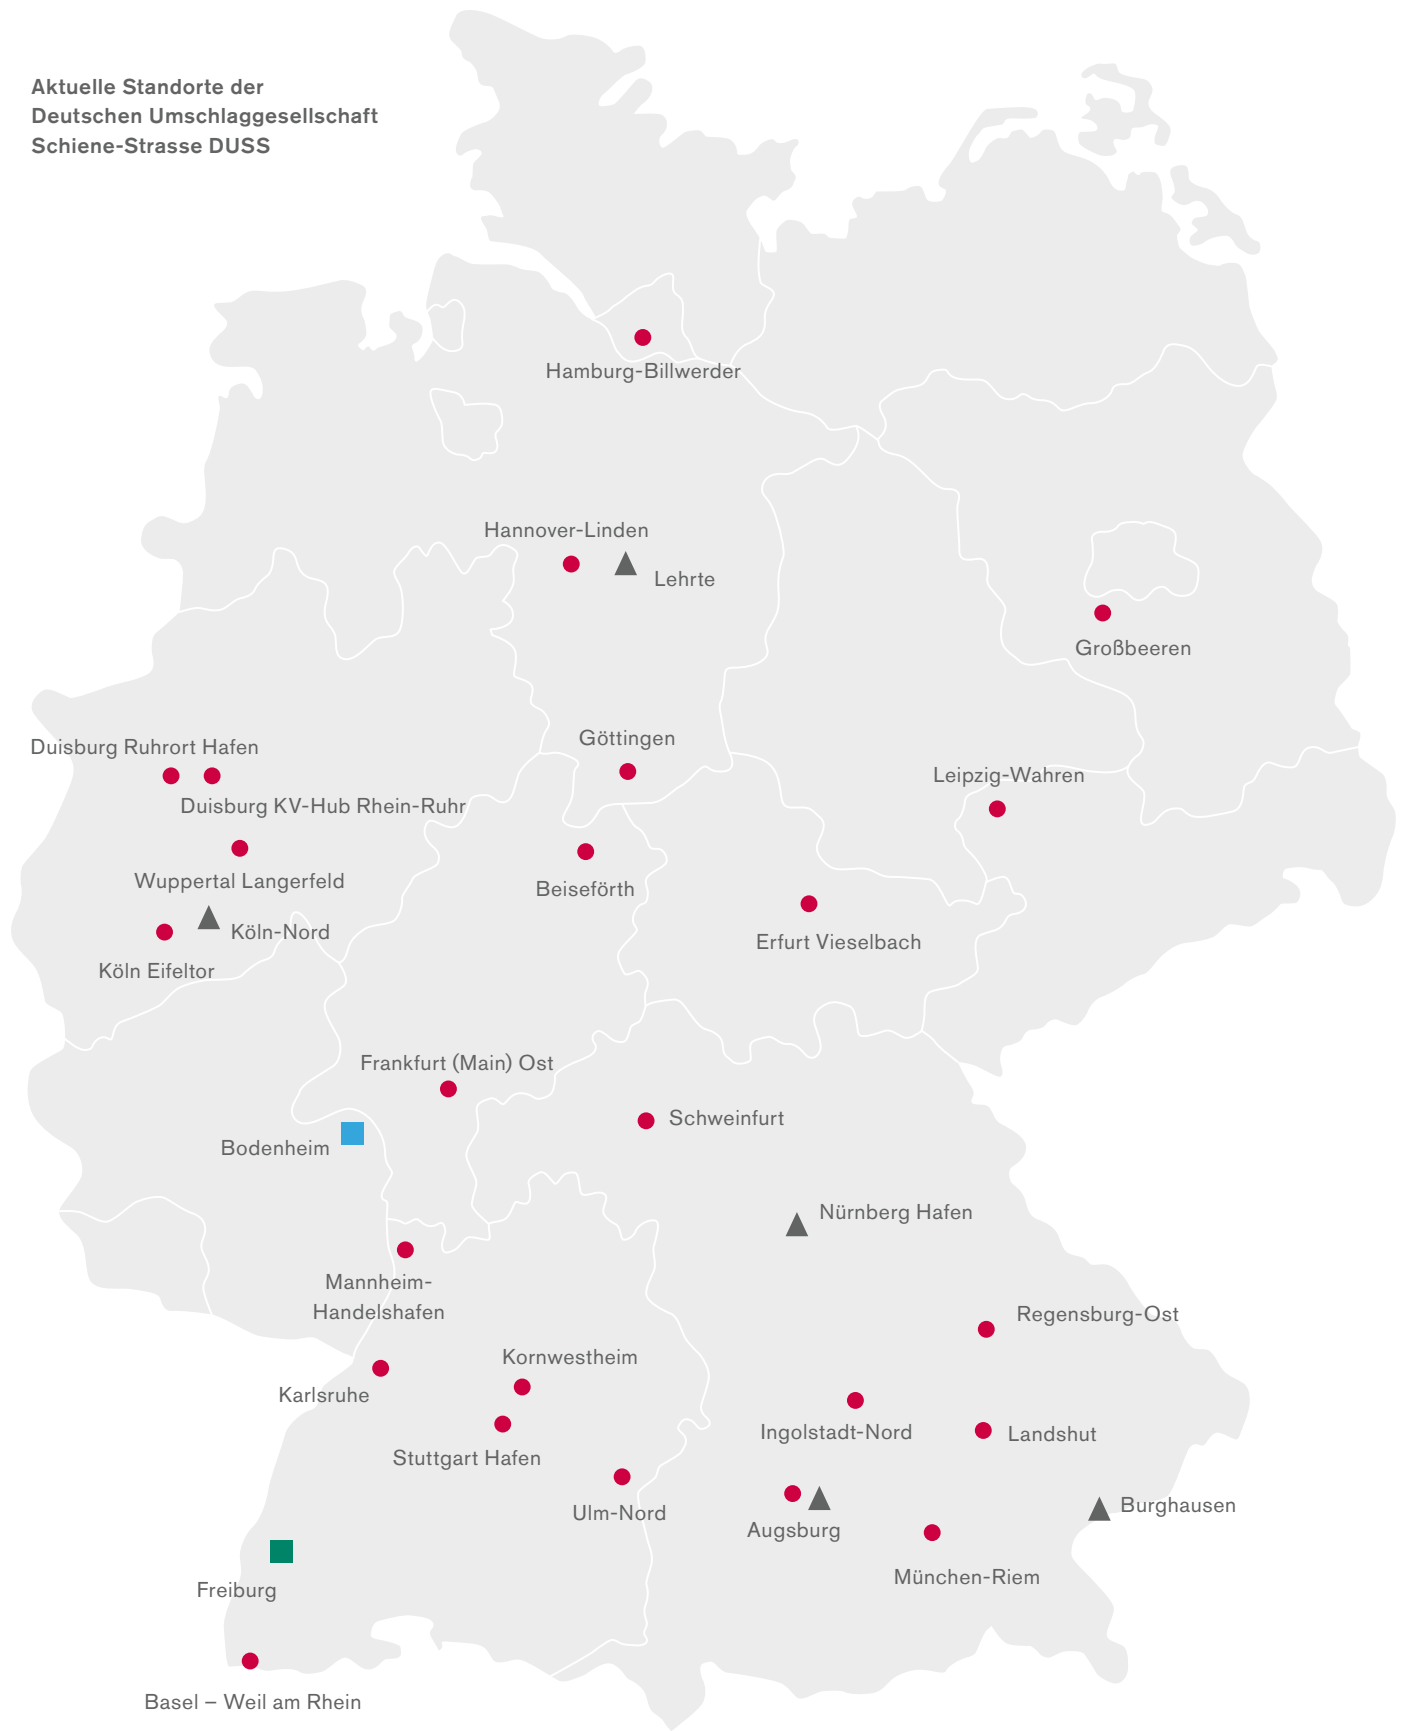 Aktuelle Standorte der
Deutschen Umschlaggesellschaft
Schiene-Strasse DUSS
Hamburg-Billwerder
Hannover-Linden
Lehrte
Großbeeren
Göttingen
Duisburg Ruhrort Hafen
Leipzig-Wahren
Duisburg KV-Hub Rhein-Ruhr
Wuppertal Langerfeld
Beiseförth
Köln-Nord
Erfurt Vieselbach
Köln Eifeltor
Frankfurt (Main) Ost
Schweinfurt
Bodenheim
Nürnberg Hafen
Mannheim-
Handelshafen
Regensburg-Ost
Kornwestheim
Karlsruhe
Ingolstadt-Nord
Landshut
Stuttgart Hafen
Burghausen
Ulm-Nord
Augsburg
München-Riem
Freiburg
Basel – Weil am Rhein